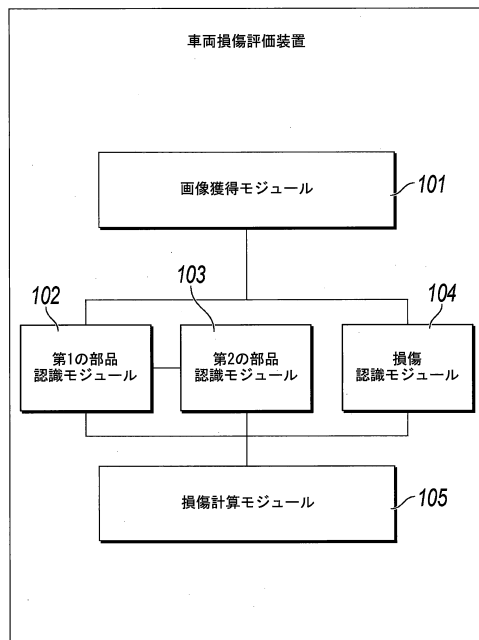 車両損傷評価装置
画像獲得モジュール
101
102
103
104
第1の部品
認識モジュール
第2の部品
認識モジュール
損傷
認識モジュール
損傷計算モジュール
105